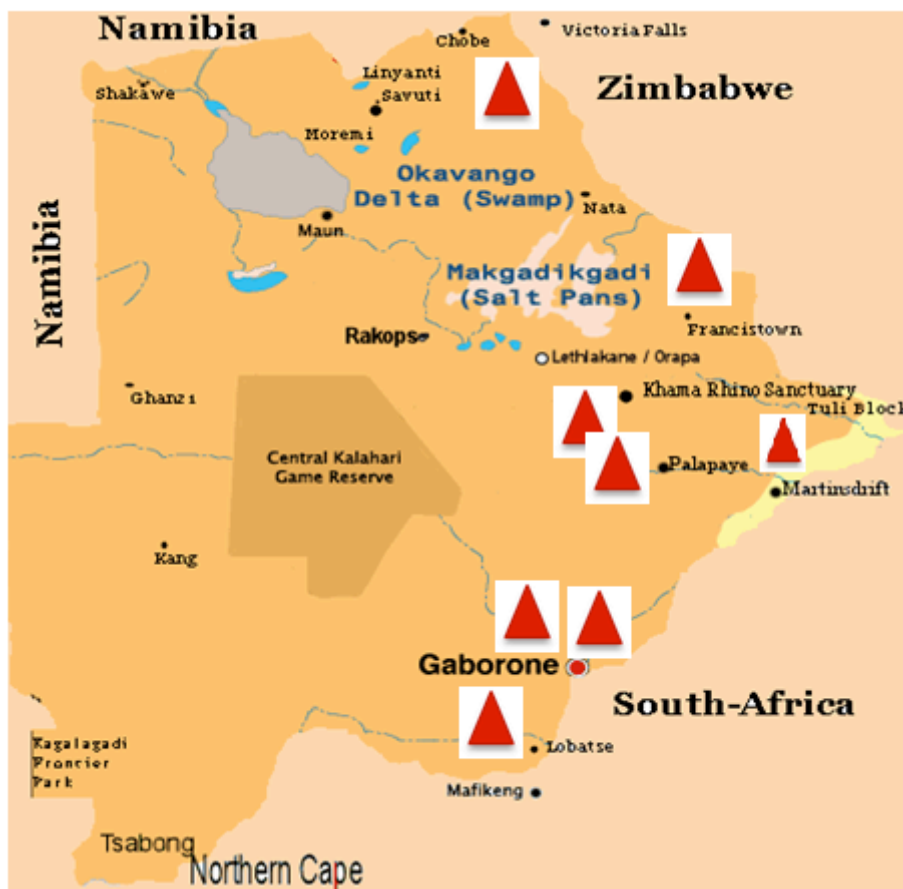 Namibia
Chobe
Victoria Falls
Linyanti
Zimbabwe
Shakawe
Savuti
Moremi
Okavango
Delta (Swamp)
Nata
Namibia
Maun
Makgadikgadi
(Salt Pans)
Francistown
Rakops
Lethlakane / Orapa
Ghanzi
Khama Rhino Sanctuary
Tuli Block
Central Kalahari
Game Reserve
Palapaye
Martinsdrift
Kang
Gaborone
South-Africa
Kagalagadi
Frontier
Park
Lobatse
Mafikeng
Tsabong
Northern Cape